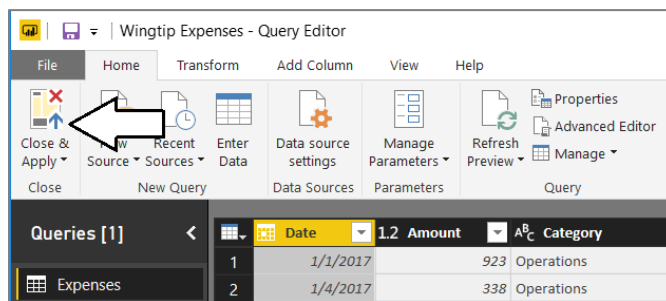 Wingtip Expenses - Query Editor
File Home Transform Add Column View Help
Close & Apply
New Source
Recent Sources
Enter Data
Data source settings
Manage Parameters
Refresh Preview
Properties
Advanced Editor
Manage
Close New Query Data Sources Parameters Query
Queries [1]
Date 1.2 Amount ABC Category
Expenses
1 1/1/2017 923 Operations
2 1/4/2017 338 Operations